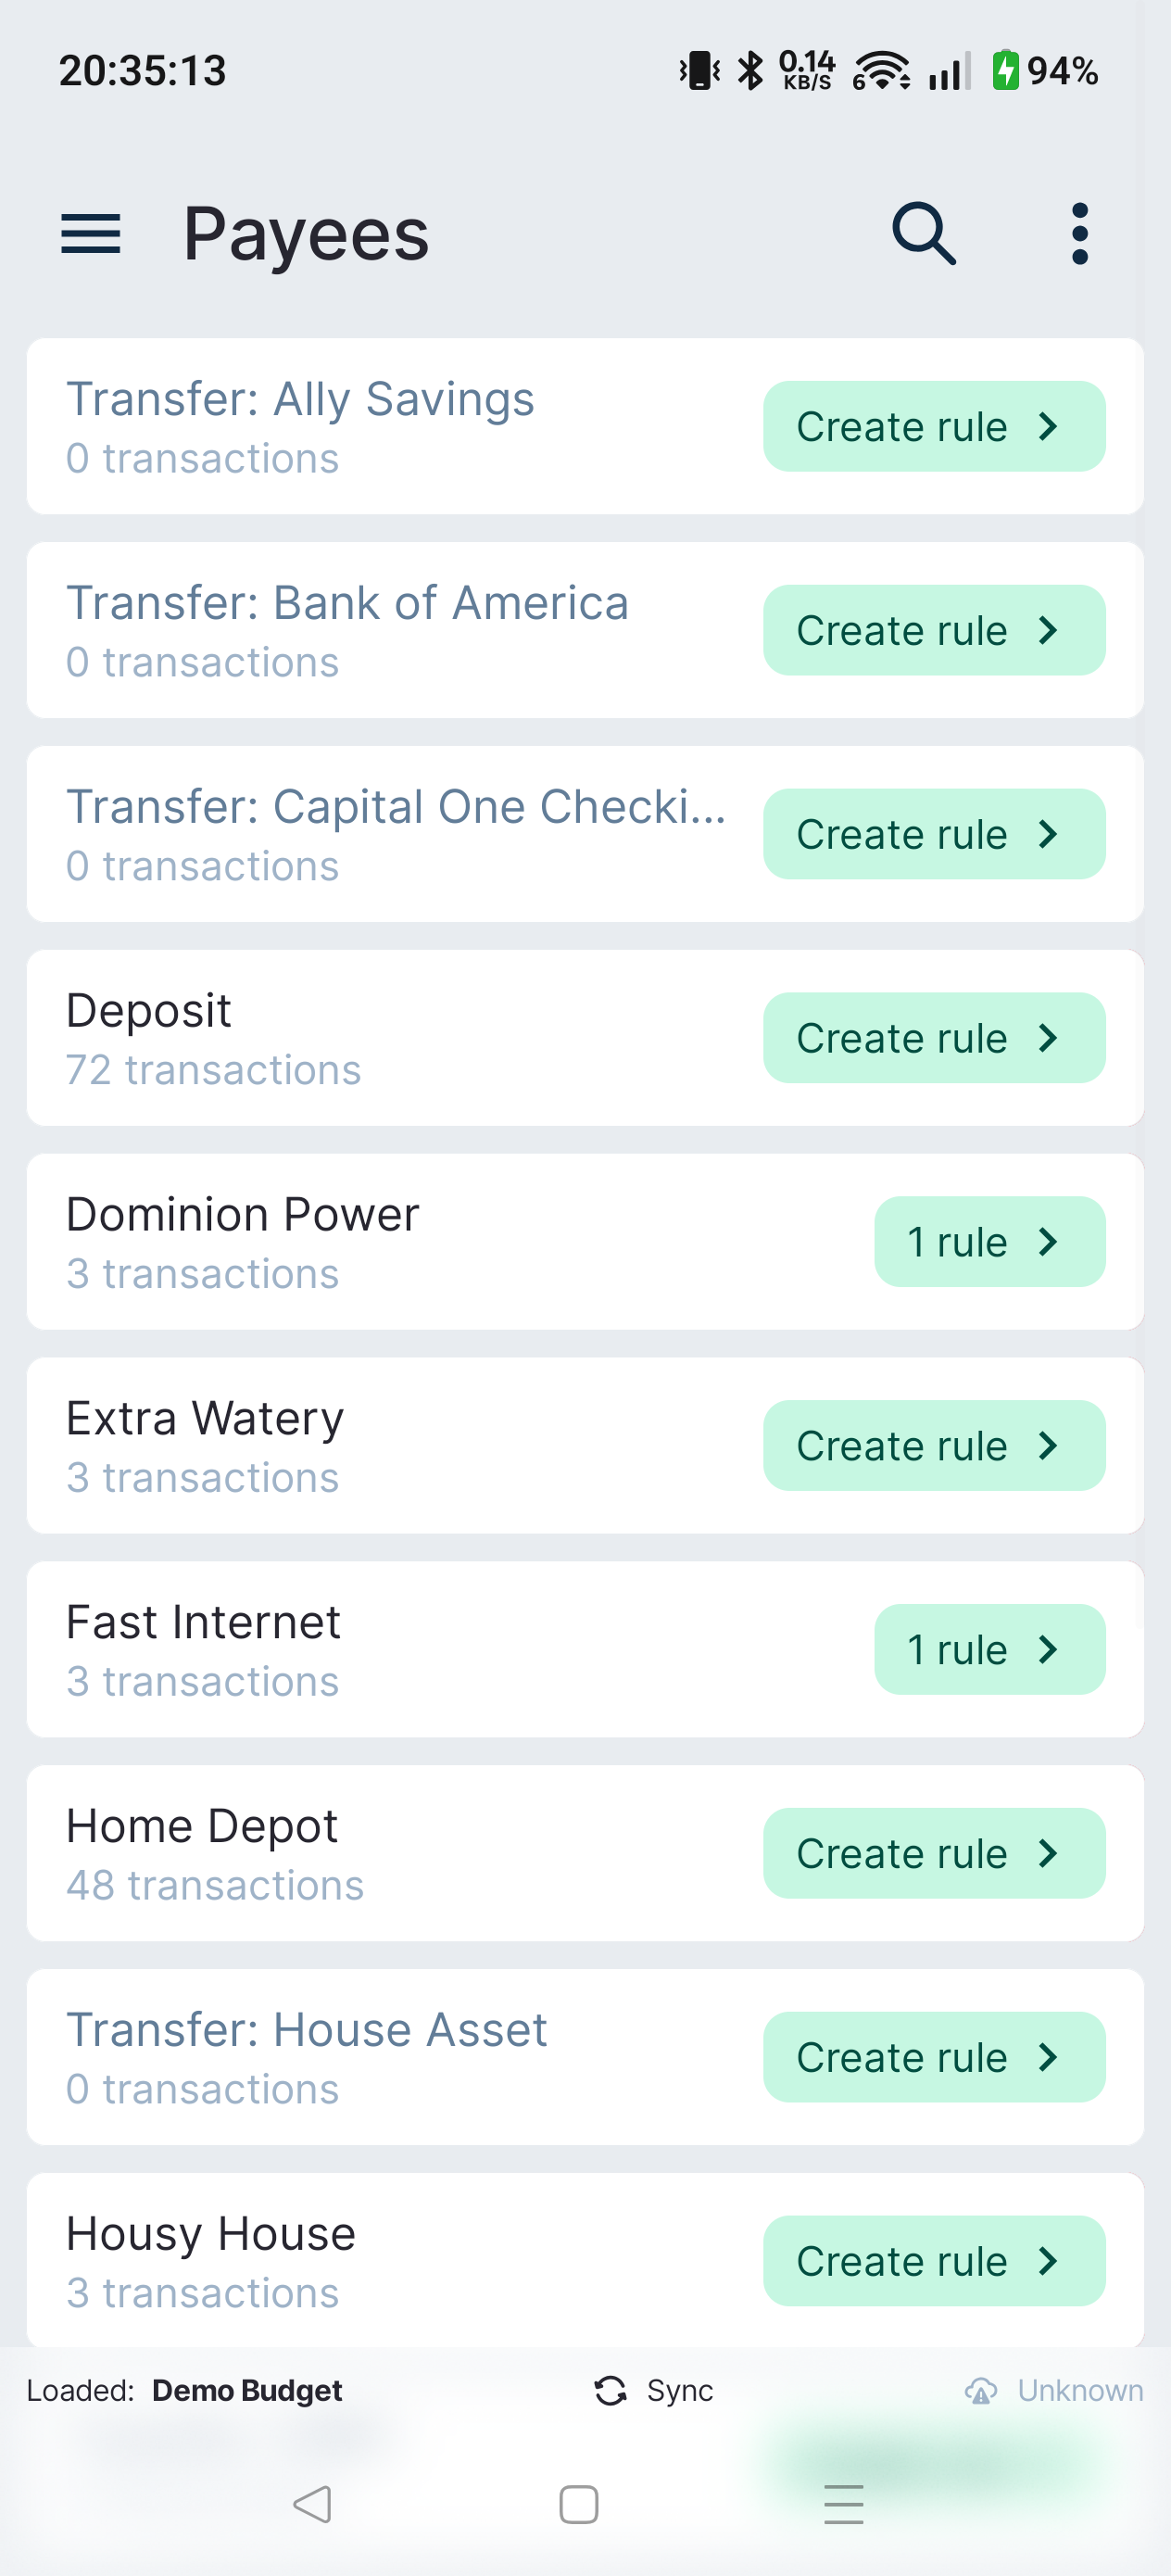 20:35:13
0.14
KB/S
6
94%
Payees
Transfer: Ally Savings
0 transactions
Create rule
Transfer: Bank of America
0 transactions
Create rule
Transfer: Capital One Checki...
0 transactions
Create rule
Deposit
72 transactions
Create rule
Dominion Power
3 transactions
1 rule
Extra Watery
3 transactions
Create rule
Fast Internet
3 transactions
1 rule
Home Depot
48 transactions
Create rule
Transfer: House Asset
0 transactions
Create rule
Housy House
3 transactions
Create rule
Loaded: Demo Budget
Sync
Unknown